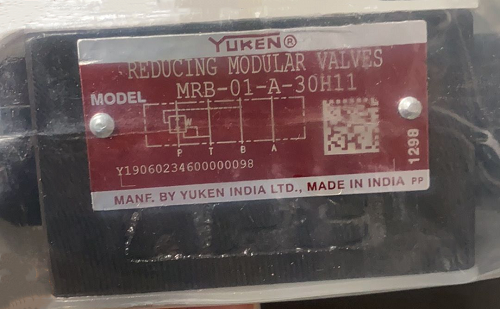 YUKEN®
REDUCING MODULAR VALVES
MODEL MRB-01-A-30H11
P T B A
Y19060234600000098
1298
MANF. BY YUKEN INDIA LTD., MADE IN INDIA PP